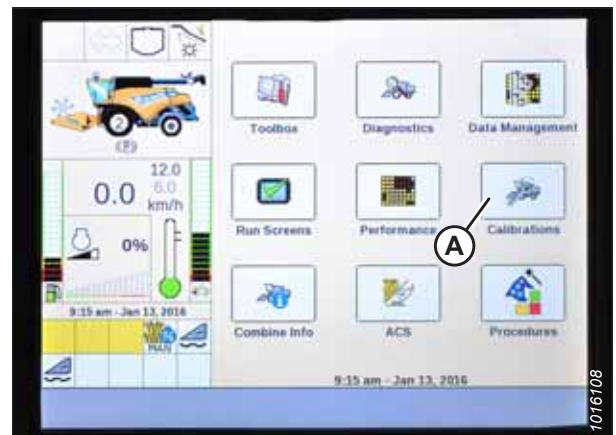 2
(P)
0.0
12.0
6.0
km/h
0%
9:15 am - Jan 13, 2016
MAN
Toolbox
Diagnostics
Data Management
Run Screens
Performance
Calibrations
A
Combine Info
ACS
Procedures
9:15 am - Jan 13, 2016
1016108